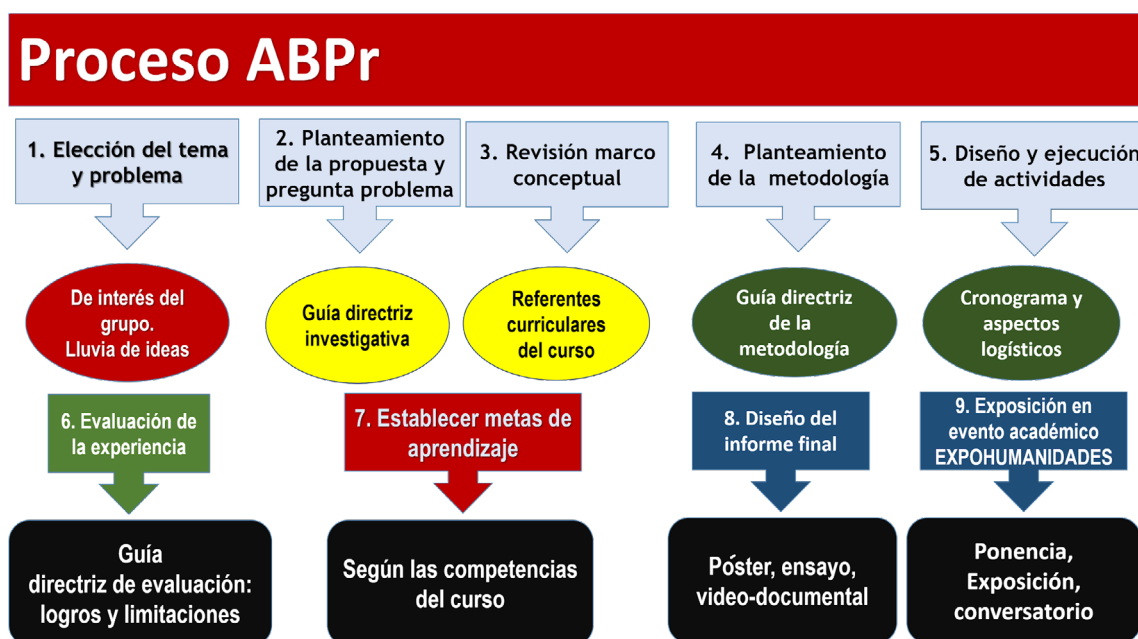 Proceso ABPr
1. Elección del tema
y problema
2. Planteamiento
de la propuesta y
pregunta problema
3. Revisión marco
conceptual
4. Planteamiento
de la metodología
5. Diseño y ejecución
de actividades
De interés del
grupo.
Lluvia de ideas
Guía directriz
investigativa
Referentes
curriculares
del curso
Guía directriz
de la
metodología
Cronograma y
aspectos
logísticos
6. Evaluación de
la experiencia
7. Establecer metas de
aprendizaje
8. Diseño del
informe final
9. Exposición en
evento académico
EXPOHUMANIDADES
Guía
directriz de evaluación:
logros y limitaciones
Según las competencias
del curso
Póster, ensayo,
video-documental
Ponencia,
Exposición,
conversatorio